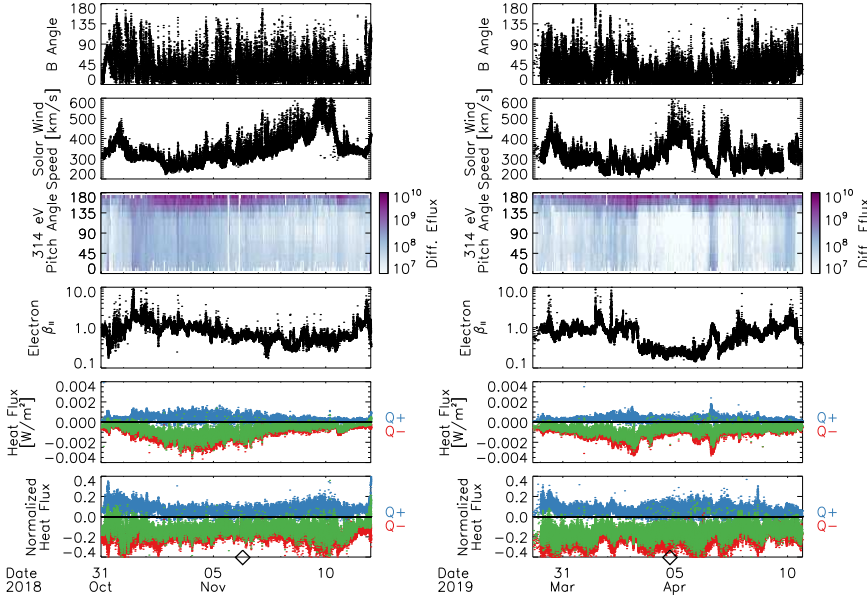 180
135
90
45
0
B Angle
600
500
400
300
200
Solar Wind
Speed [km/s]
180
135
90
45
0
314 eV
Pitch Angle
10^10
10^9
10^8
10^7
Diff. Eflux
10.0
1.0
0.1
Electron
β_II
0.004
0.002
0.000
−0.002
−0.004
Heat Flux
[W/m²]
Q+
Q−
0.4
0.2
0.0
−0.2
−0.4
Normalized
Heat Flux
Q+
Q−
Date 31 05 10
2018 Oct Nov
180
135
90
45
0
B Angle
600
500
400
300
200
Solar Wind
Speed [km/s]
180
135
90
45
0
314 eV
Pitch Angle
10^10
10^9
10^8
10^7
Diff. Eflux
10.0
1.0
0.1
Electron
β_II
0.004
0.002
0.000
−0.002
−0.004
Heat Flux
[W/m²]
Q+
Q−
0.4
0.2
0.0
−0.2
−0.4
Normalized
Heat Flux
Q+
Q−
Date 31 05 10
2019 Mar Apr